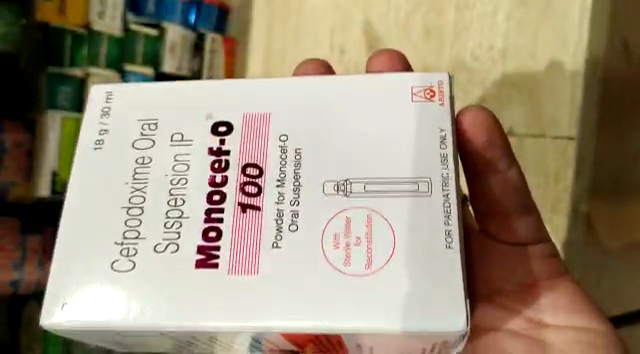 18 g / 30 ml
Cefpodoxime Oral
Suspension IP
Monocef-O®
100
Powder for Monocef-O
Oral Suspension
With
Sterile Water
for
Reconstitution
FOR PAEDIATRIC USE ONLY
ARISTO